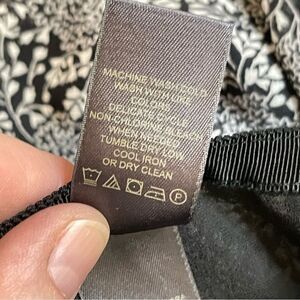 MACHINE WASH COLD
WASH WITH LIKE
COLORS
DELICATE CYCLE
NON-CHLORINE BLEACH
WHEN NEEDED
TUMBLE DRY LOW
COOL IRON
OR DRY CLEAN
P